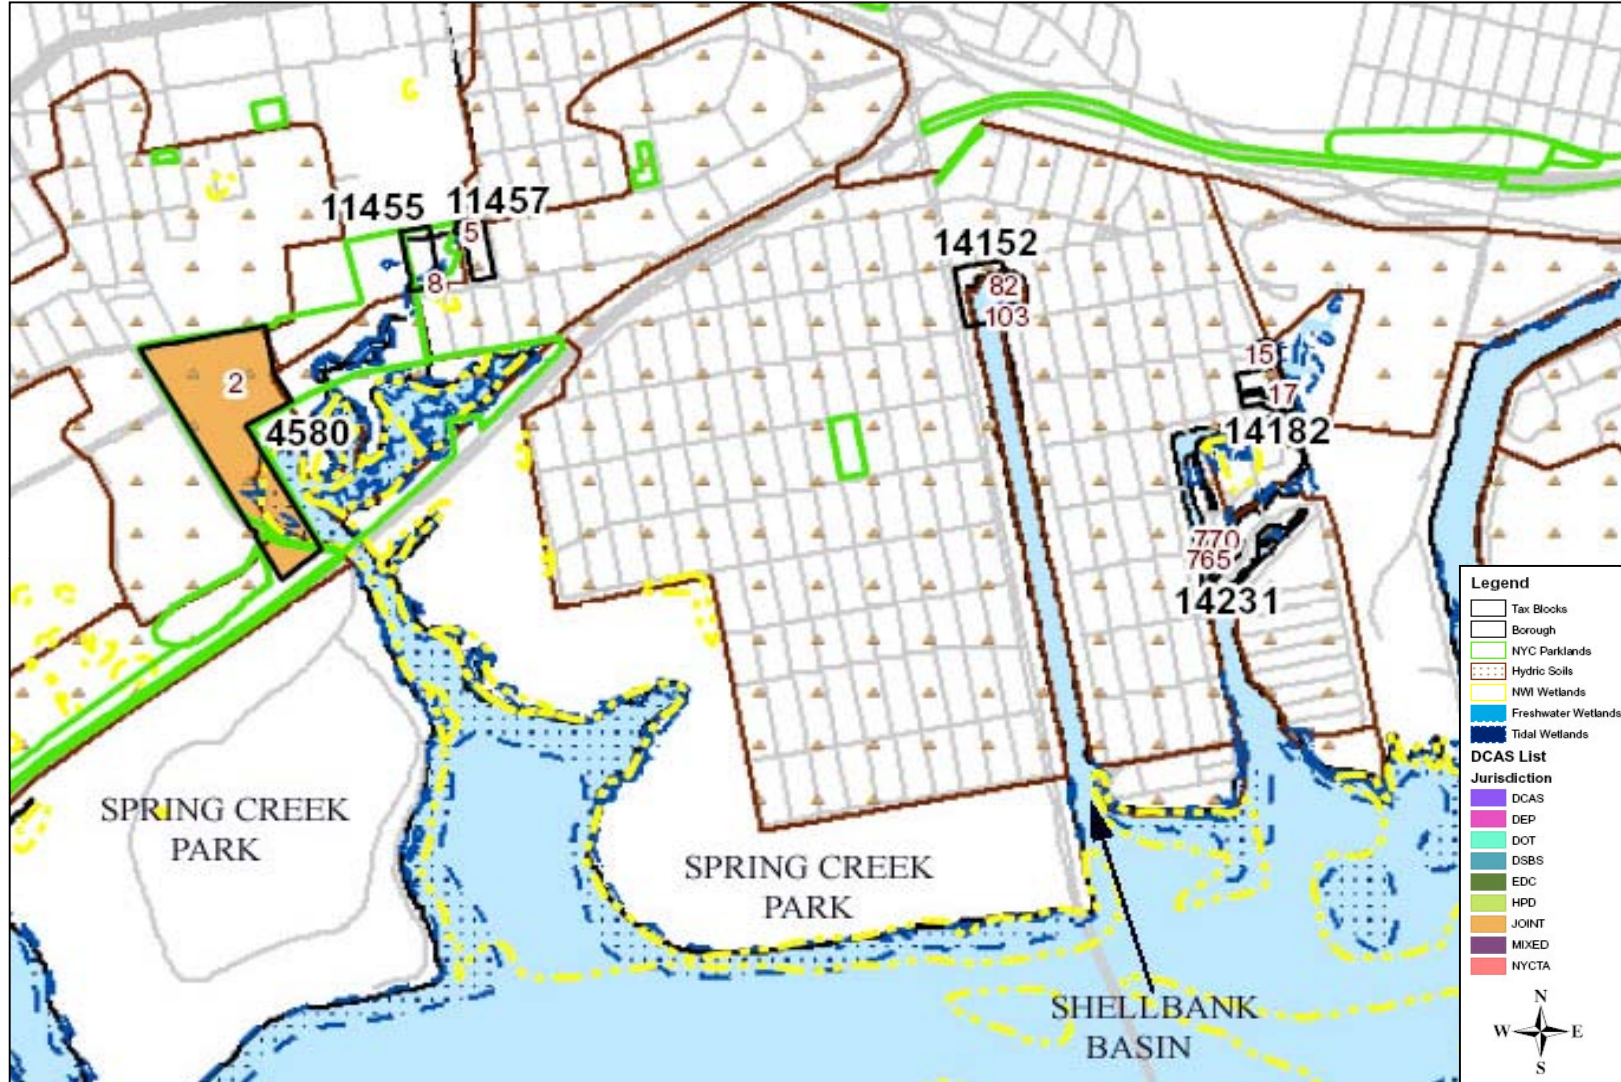 11455
11457
5
8
14152
82
103
2
4580
15
17
14182
770
765
14231
SPRING CREEK
PARK
SPRING CREEK
PARK
SHELLBANK
BASIN
Legend
Tax Blocks
Borough
NYC Parklands
Hydric Soils
NWI Wetlands
Freshwater Wetlands
Tidal Wetlands
DCAS List
Jurisdiction
DCAS
DEP
DOT
DSBS
EDC
HPD
JOINT
MIXED
NYCTA
N
W E
S